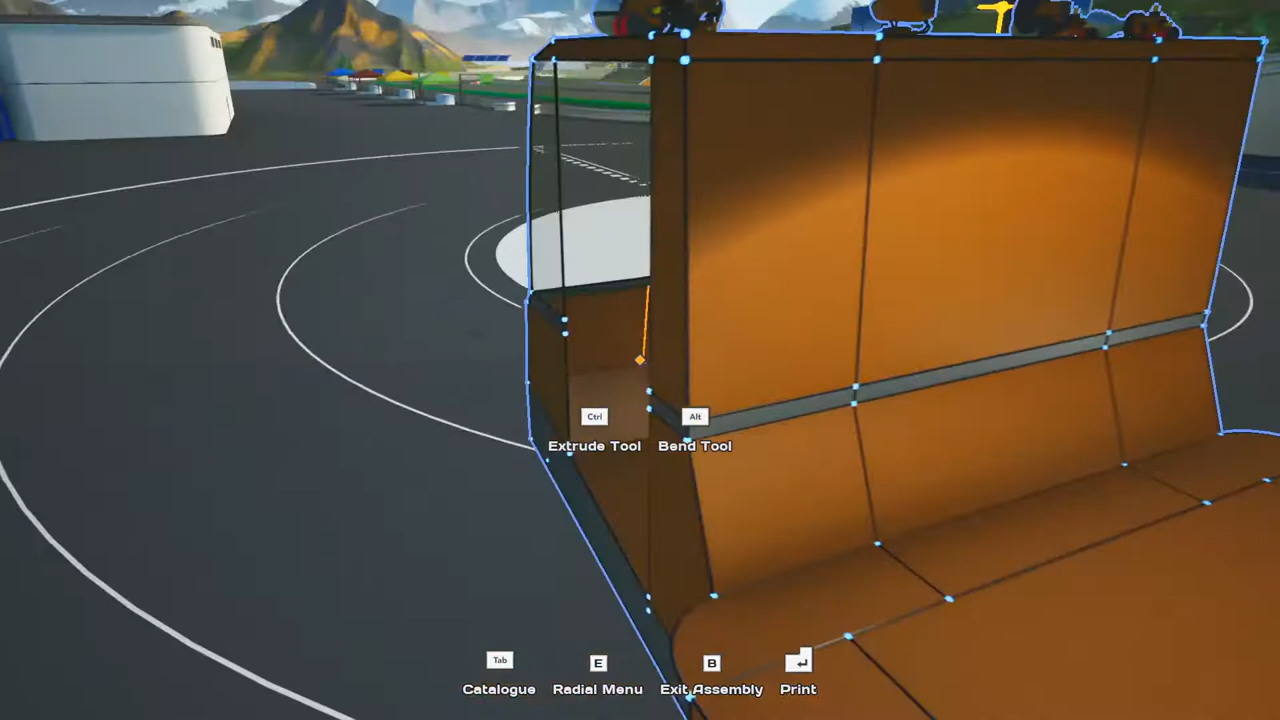 Ctrl Alt
Extrude Tool Bend Tool
Tab E B
Catalogue Radial Menu Exit Assembly Print